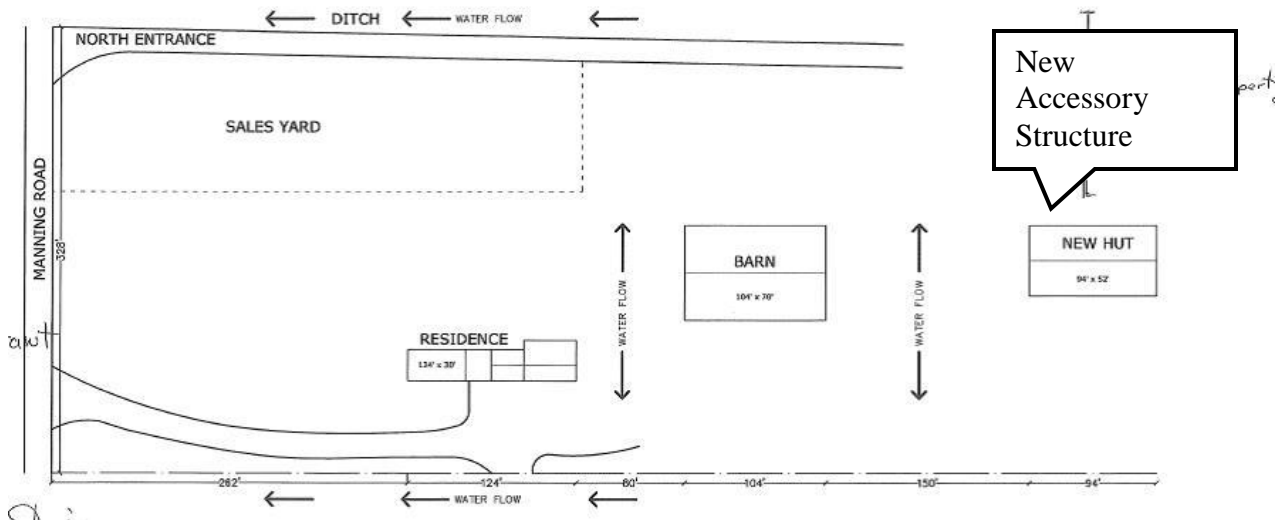 DITCH
WATER FLOW
NORTH ENTRANCE
New
Accessory
Structure
SALES YARD
MANNING ROAD
328'
BARN
104' x 70'
NEW HUT
94' x 52'
WATER FLOW
WATER FLOW
RESIDENCE
134' x 30'
262'
124'
80'
104'
150'
94'
WATER FLOW